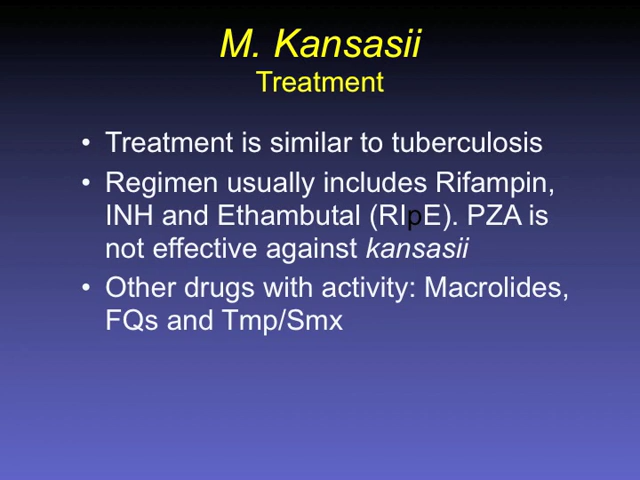 M. Kansasii
Treatment
• Treatment is similar to tuberculosis
• Regimen usually includes Rifampin,
INH and Ethambutal (RIpE). PZA is
not effective against kansasii
• Other drugs with activity: Macrolides,
FQs and Tmp/Smx